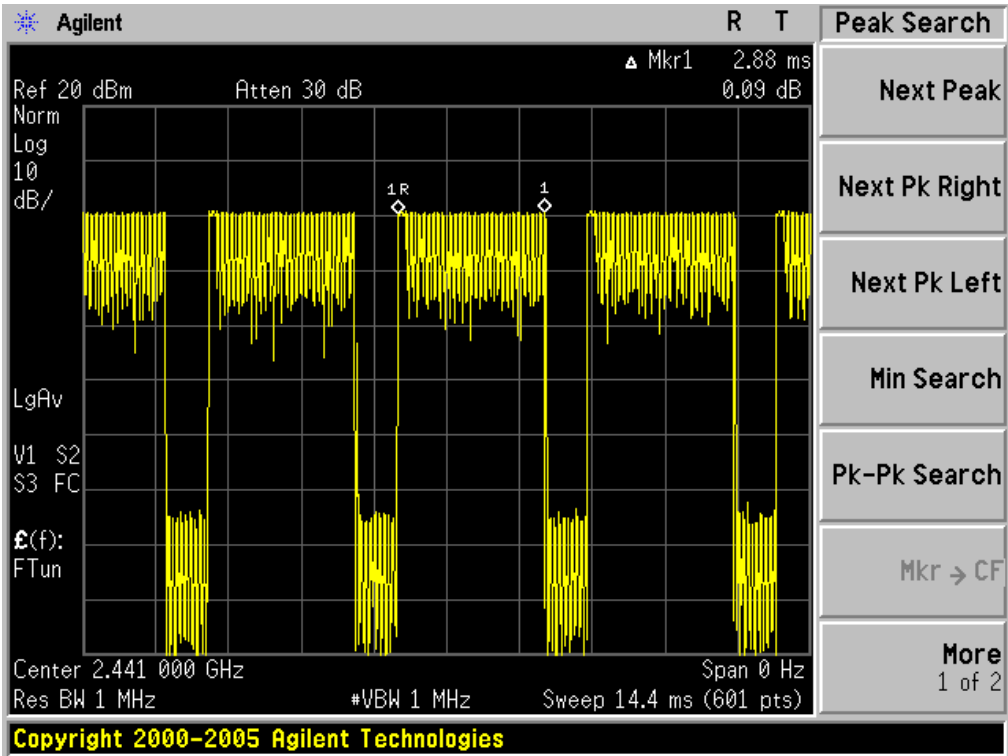 Agilent R T
Peak Search
Δ Mkr1 2.88 ms
Ref 20 dBm Atten 30 dB 0.09 dB
Norm
Log
10
dB/
1R 1
LgAv
V1 S2
S3 FC
£(f):
FTun
Center 2.441 000 GHz Span 0 Hz
Res BW 1 MHz #VBW 1 MHz Sweep 14.4 ms (601 pts)
Copyright 2000-2005 Agilent Technologies
Next Peak
Next Pk Right
Next Pk Left
Min Search
Pk-Pk Search
Mkr → CF
More
1 of 2